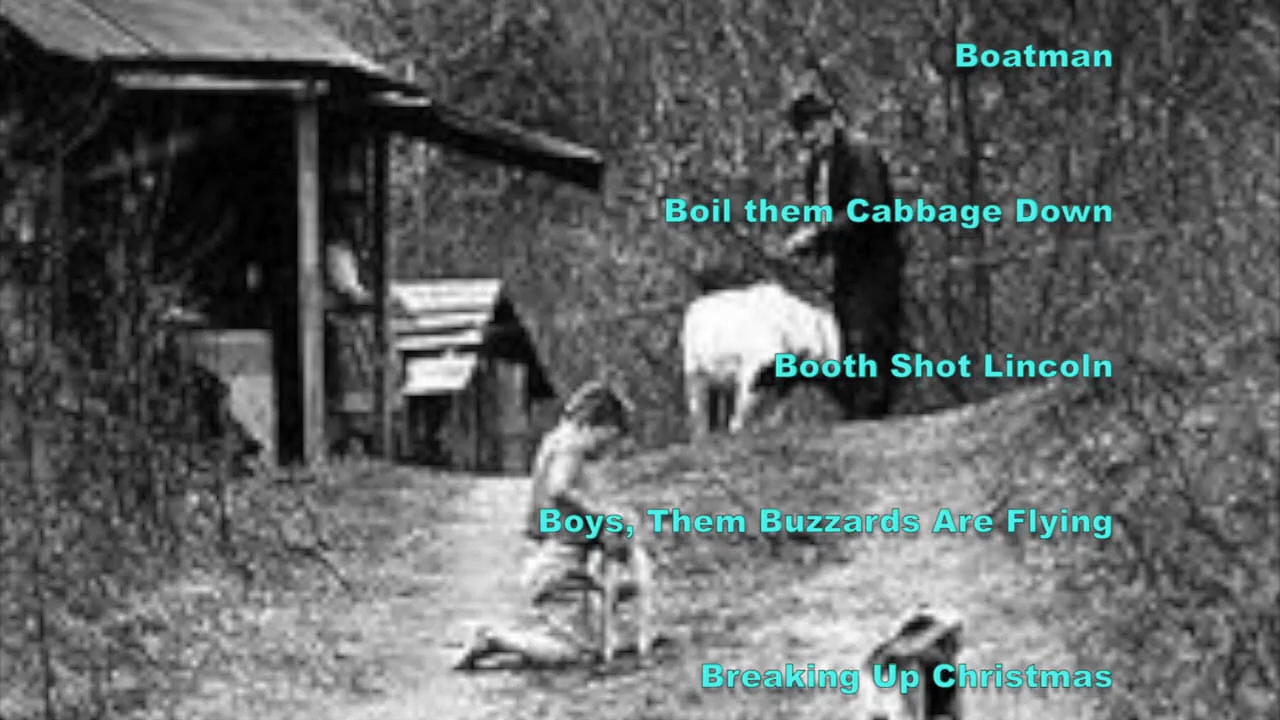 Boatman
Boil them Cabbage Down
Booth Shot Lincoln
Boys, Them Buzzards Are Flying
Breaking Up Christmas